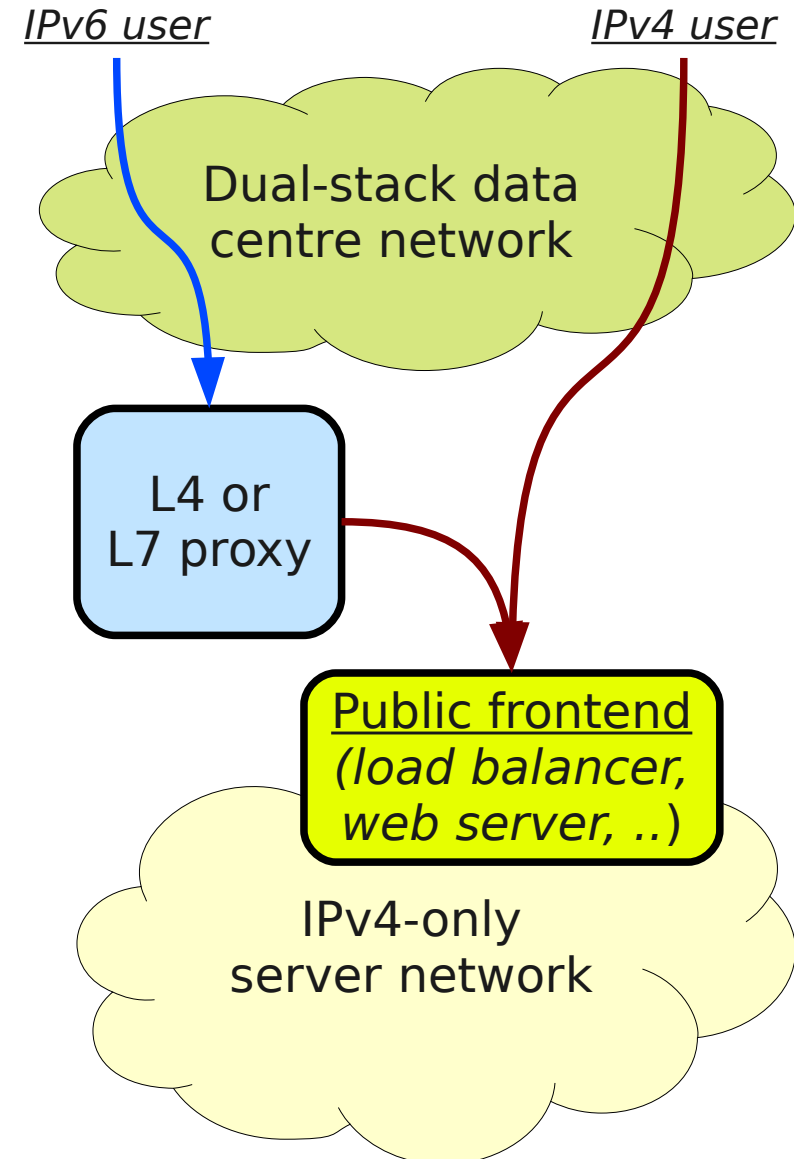 IPv6 user
IPv4 user
Dual-stack data
centre network
L4 or
L7 proxy
Public frontend
(load balancer,
web server, ..)
IPv4-only
server network